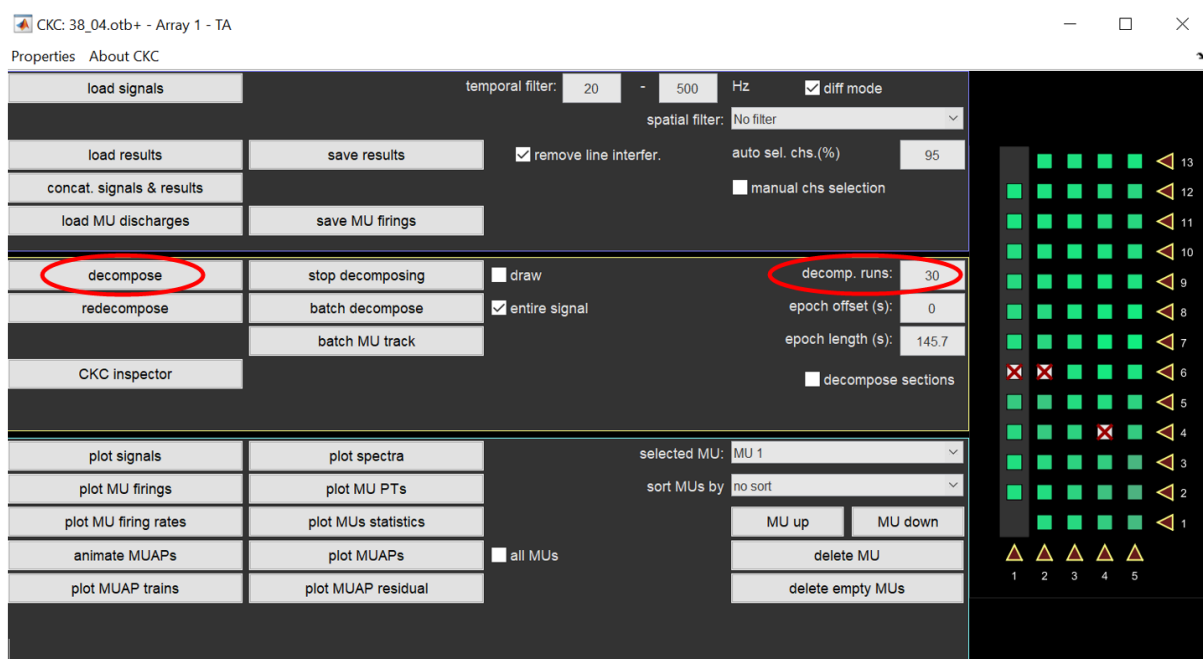 CKC: 38_04.otb+ - Array 1 - TA
Properties About CKC
load signals
temporal filter: 20 - 500 Hz diff mode
spatial filter: No filter
load results save results remove line interfer. auto sel. chs.(%) 95
concat. signals & results manual chs selection
load MU discharges save MU firings
decompose stop decomposing draw decomp. runs: 30
redecompose batch decompose entire signal epoch offset (s): 0
batch MU track epoch length (s): 145.7
CKC inspector decompose sections
plot signals plot spectra selected MU: MU 1
plot MU firings plot MU PTs sort MUs by no sort
plot MU firing rates plot MUs statistics MU up MU down
animate MUAPs plot MUAPs all MUs delete MU
plot MUAP trains plot MUAP residual delete empty MUs
13
12
11
10
9
8
7
6
5
4
3
2
1
1 2 3 4 5